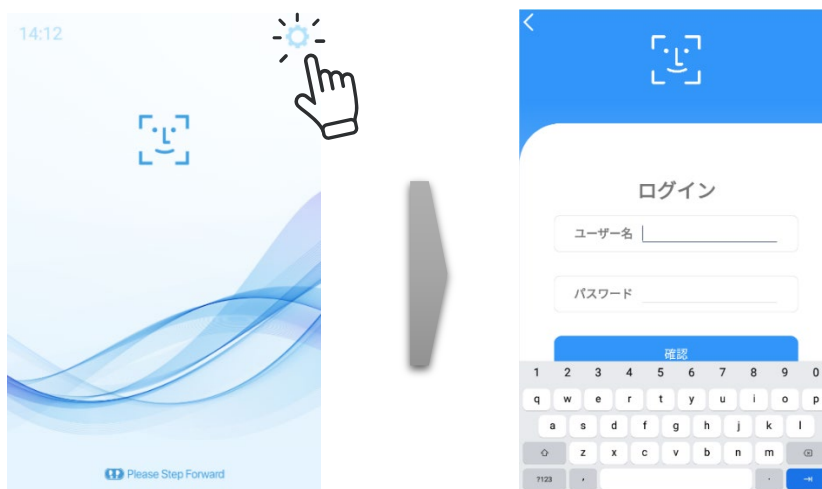 14:12
Please Step Forward
ログイン
ユーザー名
パスワード
確認
1 2 3 4 5 6 7 8 9 0
q w e r t y u i o p
a s d f g h j k l
z x c v b n m
?123 , .